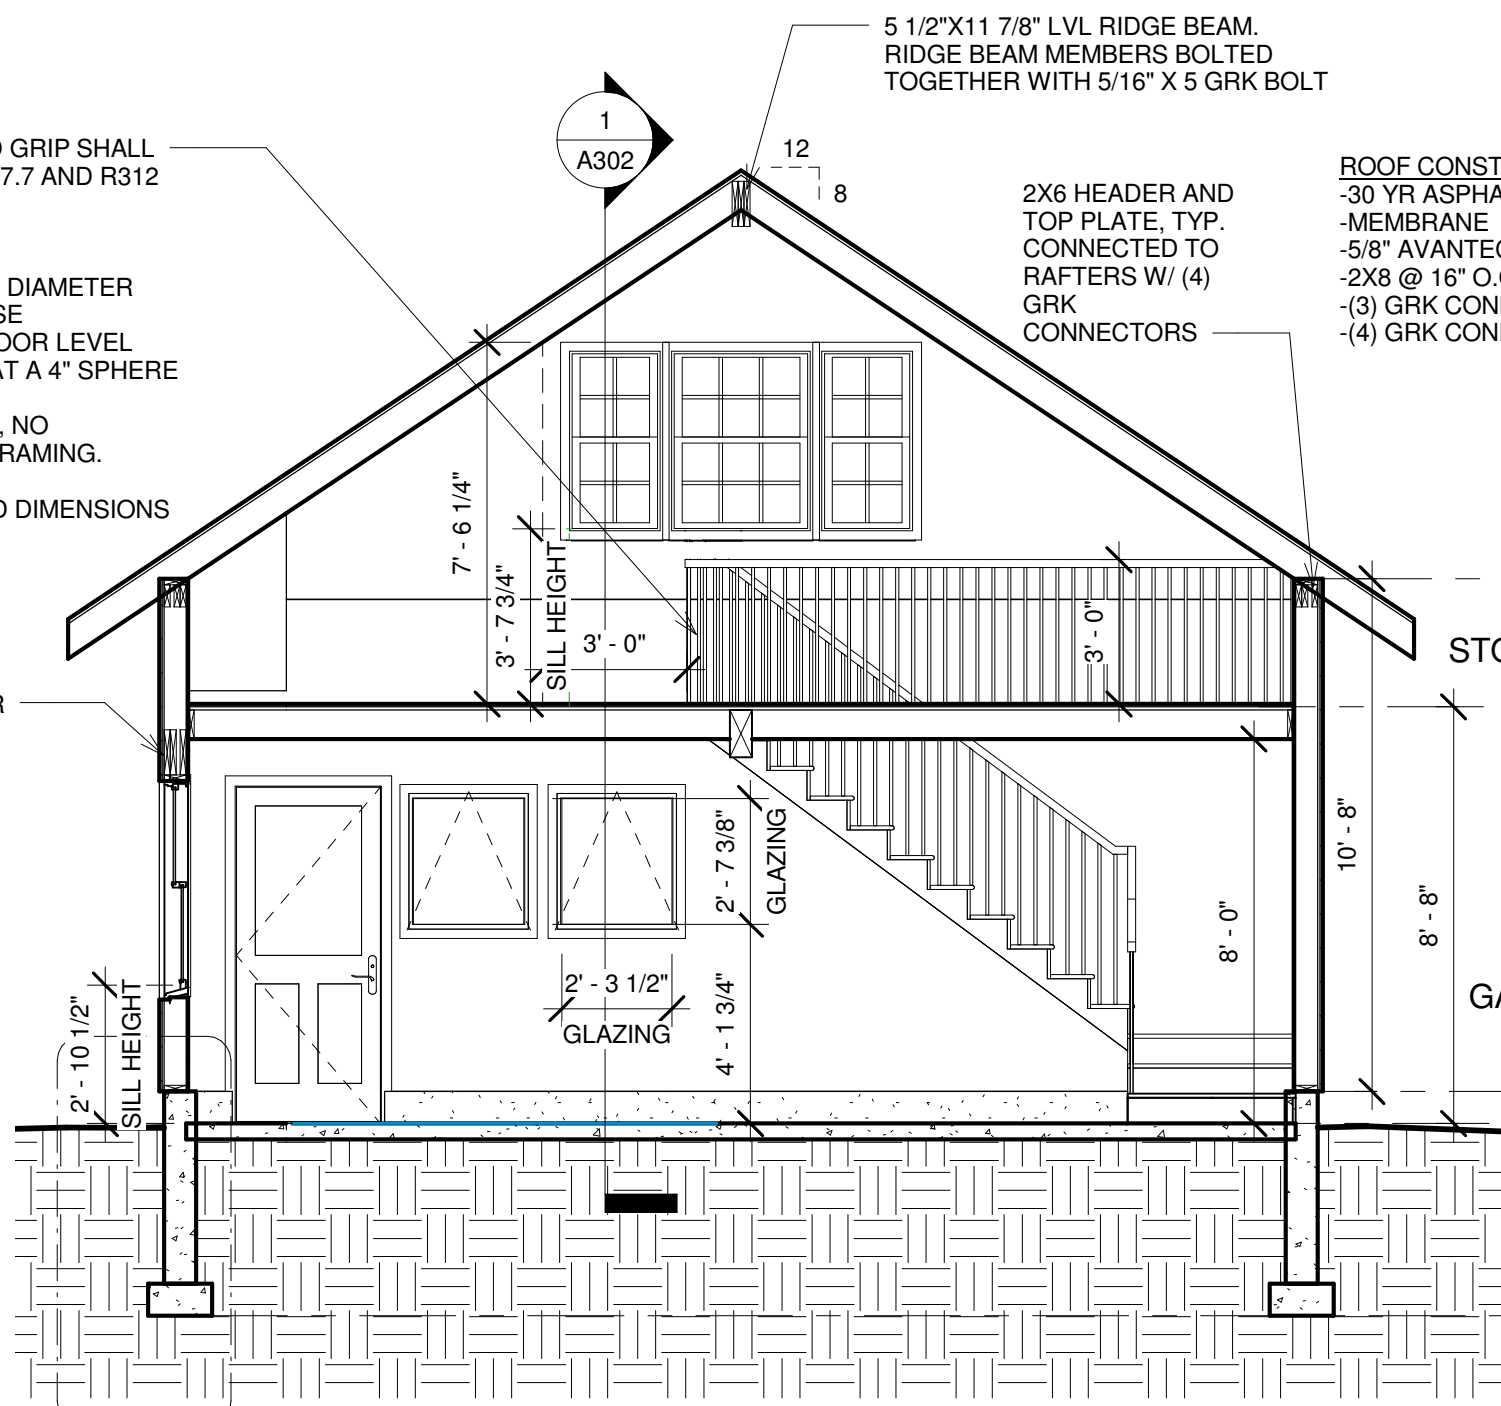 5 1/2"X11 7/8" LVL RIDGE BEAM.
RIDGE BEAM MEMBERS BOLTED
TOGETHER WITH 5/16" X 5 GRK BOLT
1
A302
GRIP SHALL
7.7 AND R312
12
8
2X6 HEADER AND
TOP PLATE, TYP.
CONNECTED TO
RAFTERS W/ (4)
GRK
CONNECTORS
ROOF CONST
-30 YR ASPHA
-MEMBRANE
-5/8" AVANTEC
-2X8 @ 16" O.C
-(3) GRK CON
-(4) GRK CON
DIAMETER
SE
OOR LEVEL
AT A 4" SPHERE
, NO
RAMING.
D DIMENSIONS
7' - 6 1/4"
3' - 7 3/4"
SILL HEIGHT
3' - 0"
3' - 0"
STO
R
10' - 8"
8' - 8"
8' - 0"
2' - 7 3/8"
GLAZING
2' - 3 1/2"
GLAZING
4' - 1 3/4"
2' - 10 1/2"
SILL HEIGHT
GA